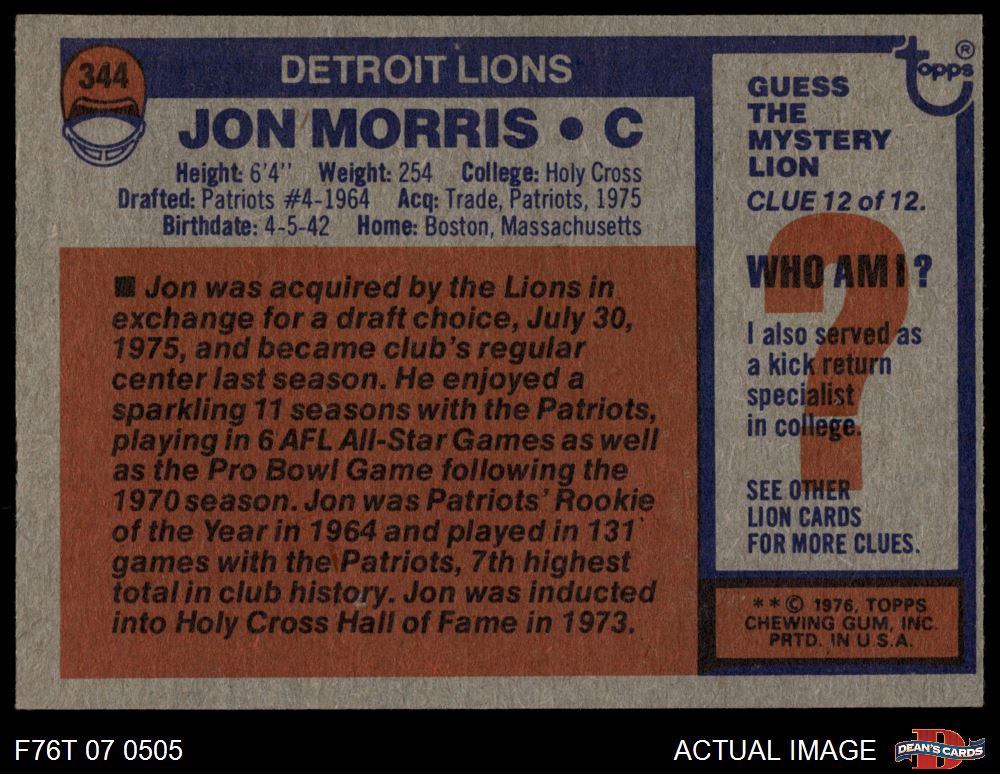 344
DETROIT LIONS
JON MORRIS • C
Height: 6'4" Weight: 254 College: Holy Cross
Drafted: Patriots #4-1964 Acq: Trade, Patriots, 1975
Birthdate: 4-5-42 Home: Boston, Massachusetts
■ Jon was acquired by the Lions in
exchange for a draft choice, July 30,
1975, and became club's regular
center last season. He enjoyed a
sparkling 11 seasons with the Patriots,
playing in 6 AFL All-Star Games as well
as the Pro Bowl Game following the
1970 season. Jon was Patriots' Rookie
of the Year in 1964 and played in 131
games with the Patriots, 7th highest
total in club history. Jon was inducted
into Holy Cross Hall of Fame in 1973.
topps ®
GUESS
THE
MYSTERY
LION
CLUE 12 of 12.
?
WHO AM I ?
I also served as
a kick return
specialist
in college.
SEE OTHER
LION CARDS
FOR MORE CLUES.
* * © 1976, TOPPS
CHEWING GUM, INC.
PRTD. IN U.S.A.
F76T 07 0505
ACTUAL IMAGE
D
DEAN'S CARDS